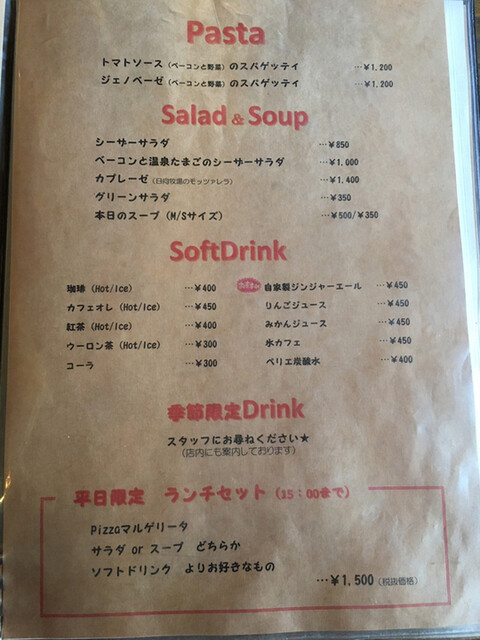 Pasta
トマトソース（ベーコンと野菜）のスパゲッティ …￥1,200
ジェノベーゼ（ベーコンと野菜）のスパゲッティ …￥1,200
Salad & Soup
シーザーサラダ …￥850
ベーコンと温泉たまごのシーザーサラダ …￥1,000
カプレーゼ（日向牧場のモッツァレラ） …￥1,400
グリーンサラダ …￥350
本日のスープ（M/Sサイズ） …￥500/￥350
SoftDrink
珈琲（Hot/Ice） …￥400
カフェオレ（Hot/Ice） …￥450
紅茶（Hot/Ice） …￥400
ウーロン茶（Hot/Ice） …￥300
コーラ …￥300
自家製ジンジャーエール …￥450
りんごジュース …￥450
みかんジュース …￥450
水カフェ …￥450
ペリエ炭酸水 …￥400
季節限定Drink
スタッフにお尋ねください★
（店内にも案内しております）
平日限定 ランチセット（15：00まで）
Pizzaマルゲリータ
サラダ or スープ どちらか
ソフトドリンク よりお好きなもの
…￥1,500（税抜価格）